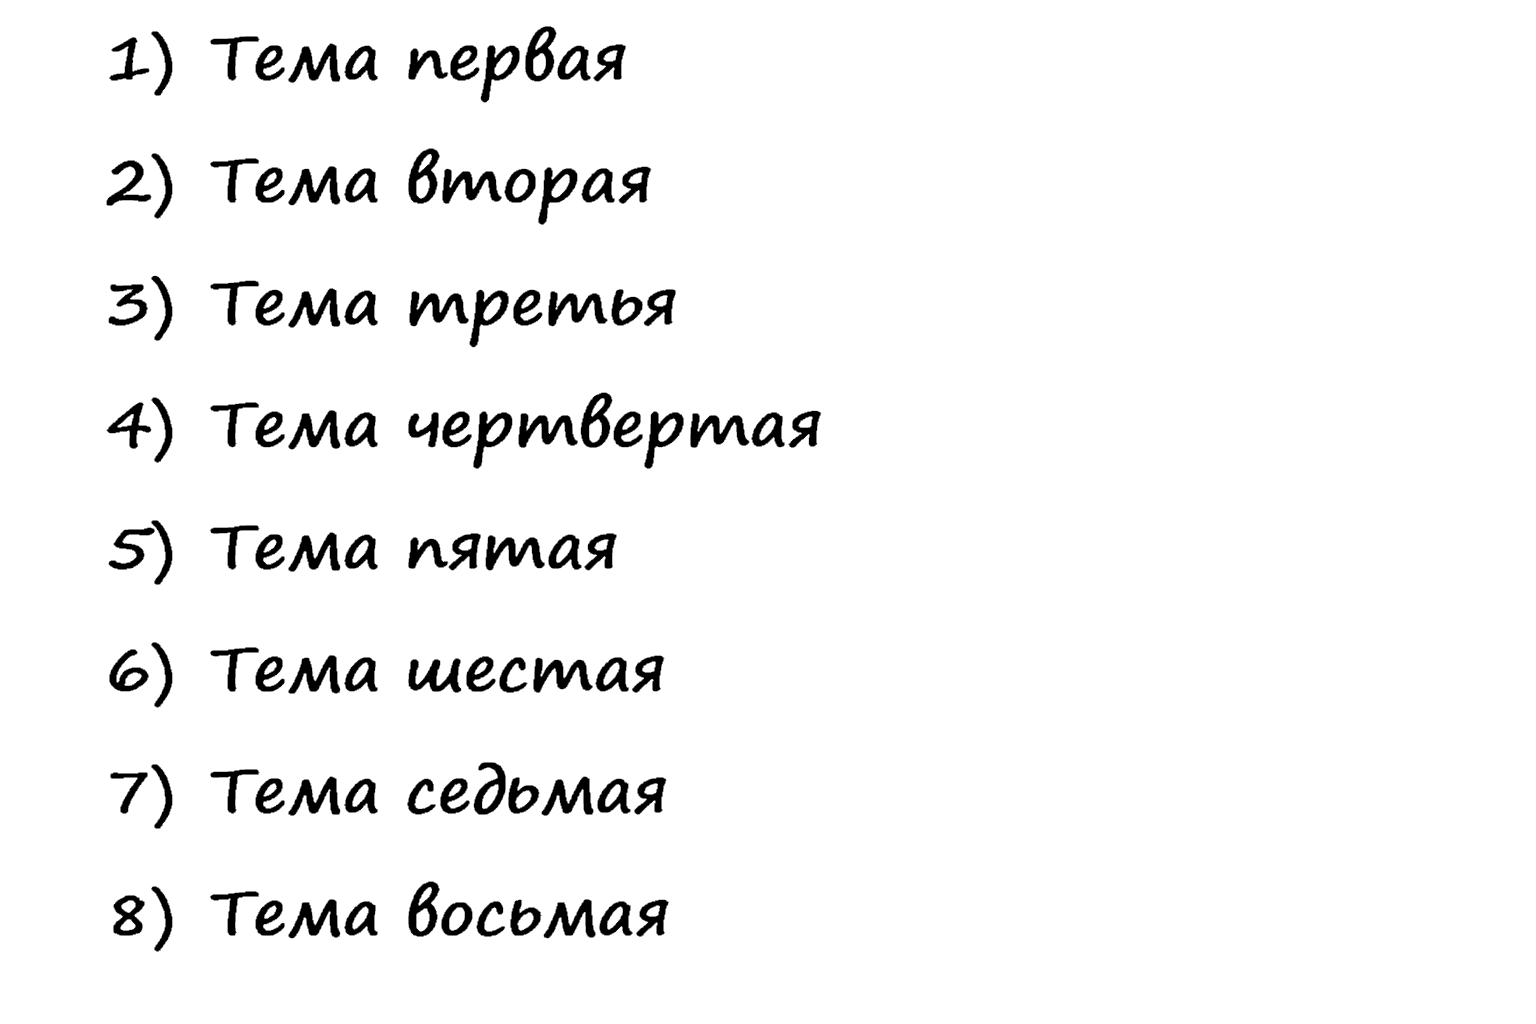 1) Тема первая
2) Тема вторая
3) Тема третья
4) Тема чертвертая
5) Тема пятая
6) Тема шестая
7) Тема седьмая
8) Тема восьмая